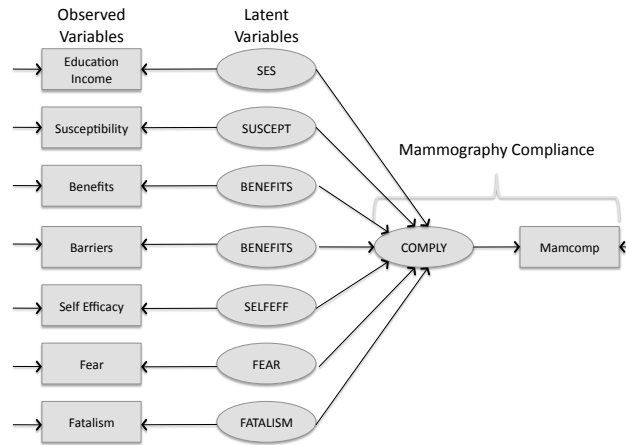 Observed
Variables
Latent
Variables
Education
Income
SES
Susceptibility
SUSCEPT
Mammography Compliance
Benefits
BENEFITS
Barriers
BENEFITS
COMPLY
Mamcomp
Self Efficacy
SELFEFF
Fear
FEAR
Fatalism
FATALISM